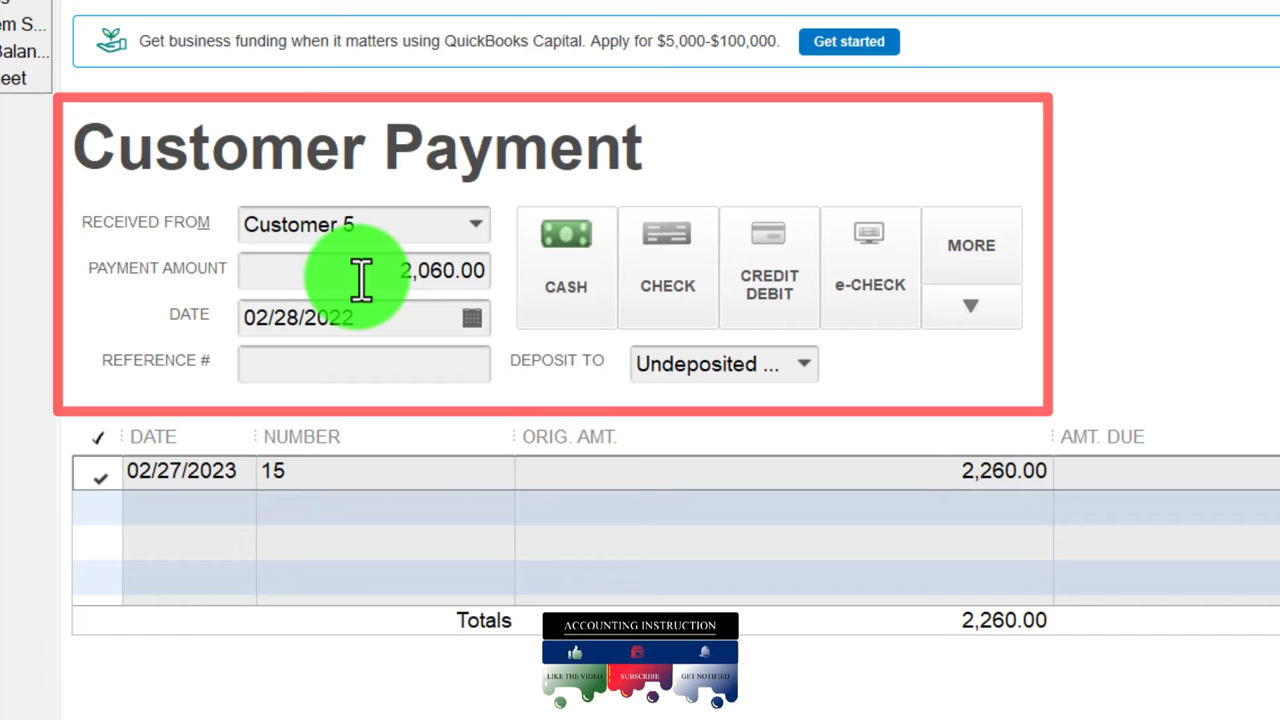 em S...
Balan...
eet
Get business funding when it matters using QuickBooks Capital. Apply for $5,000-$100,000.
Get started
Customer Payment
RECEIVED FROM
Customer 5
PAYMENT AMOUNT
2,060.00
DATE
02/28/2022
REFERENCE #
CASH
CHECK
CREDIT
DEBIT
e-CHECK
MORE
DEPOSIT TO
Undeposited ...
DATE NUMBER ORIG. AMT. AMT. DUE
02/27/2023 15 2,260.00
Totals 2,260.00
ACCOUNTING INSTRUCTION
LIKE THE VIDEO SUBSCRIBE GET NOTIFIED